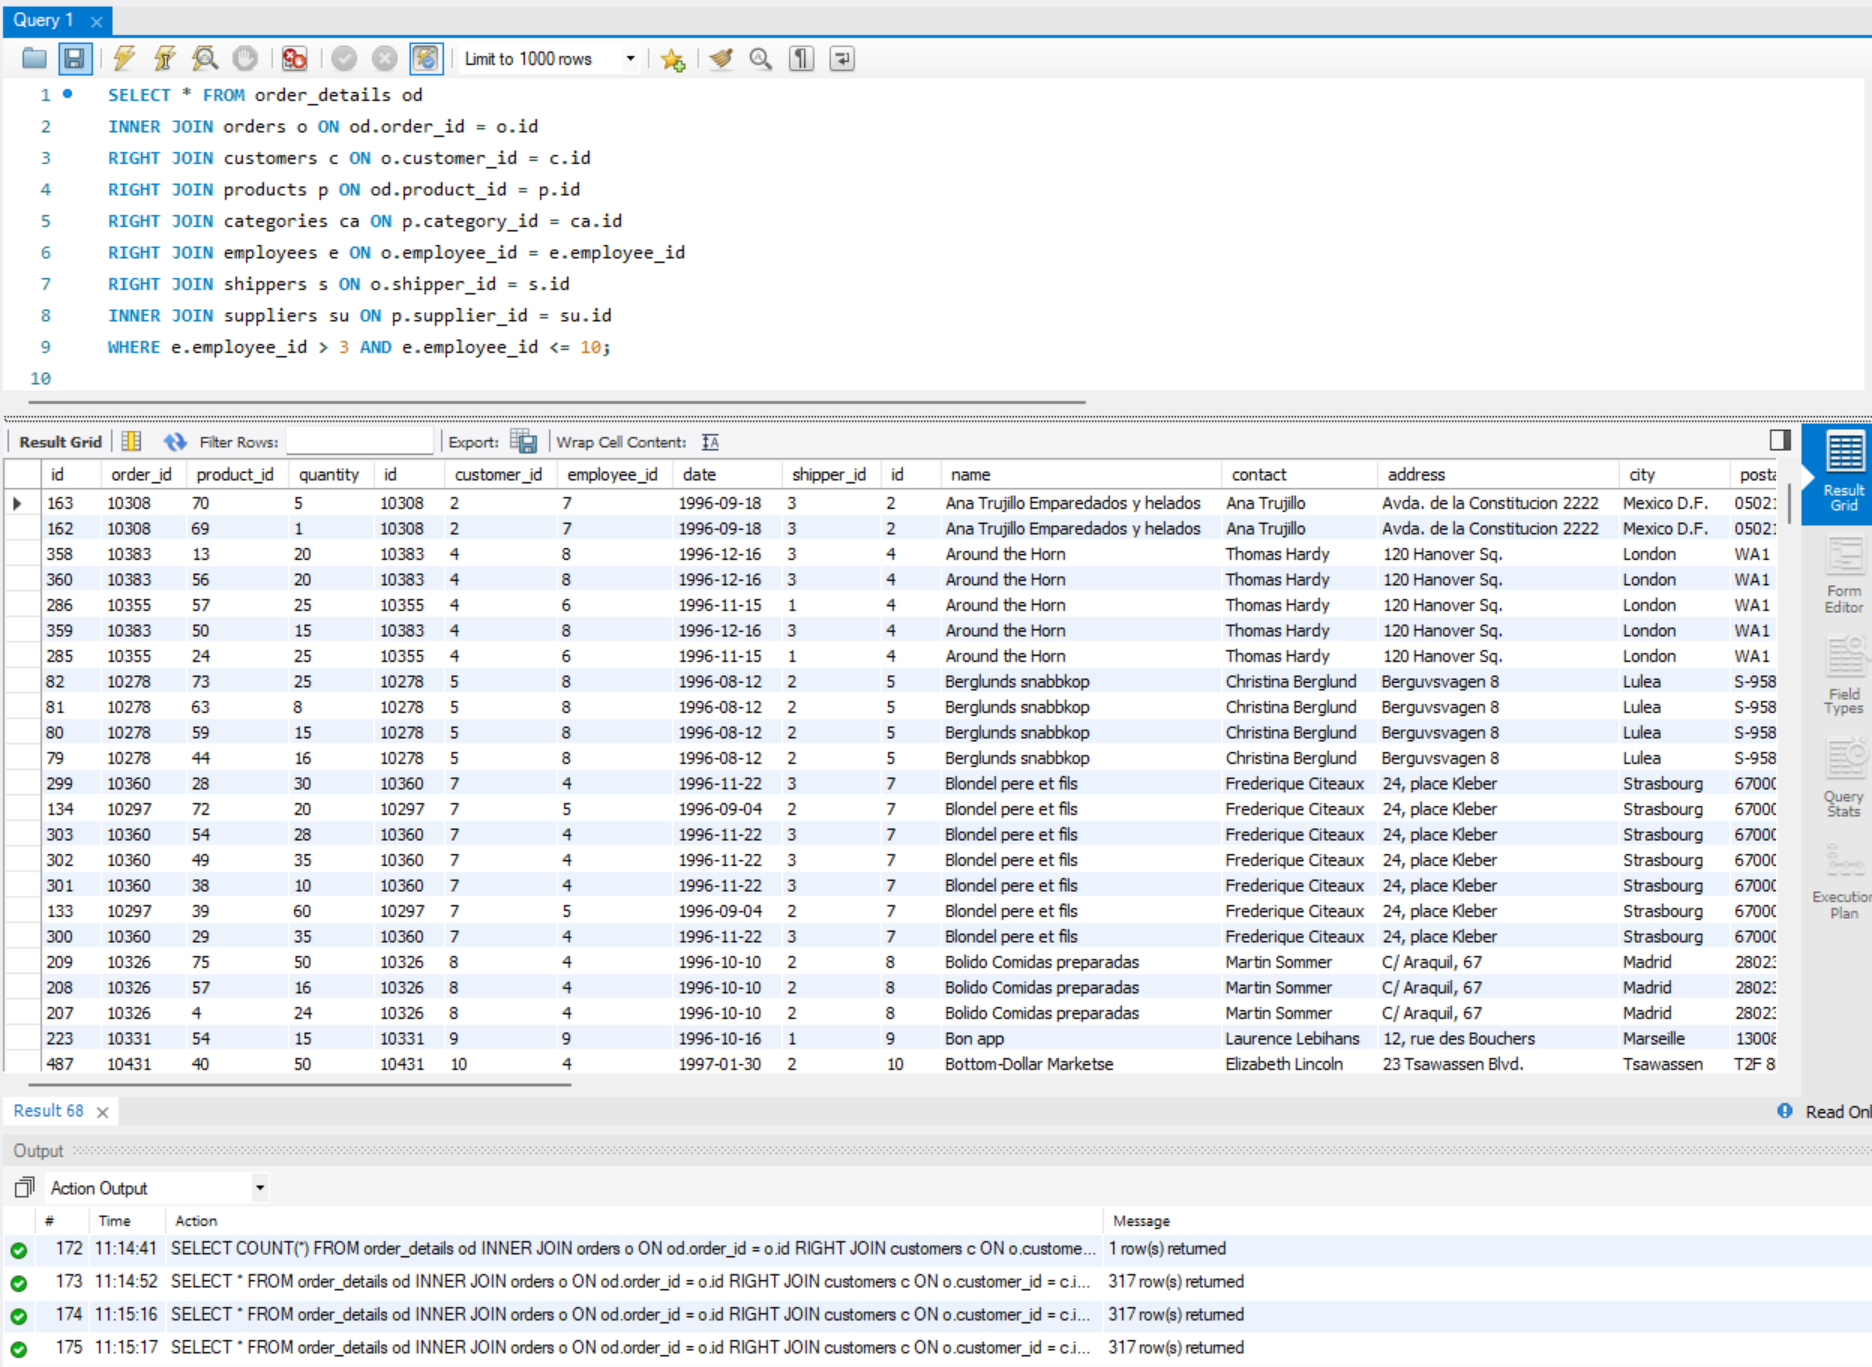 Query 1
Limit to 1000 rows
1 SELECT * FROM order_details od
2 INNER JOIN orders o ON od.order_id = o.id
3 RIGHT JOIN customers c ON o.customer_id = c.id
4 RIGHT JOIN products p ON od.product_id = p.id
5 RIGHT JOIN categories ca ON p.category_id = ca.id
6 RIGHT JOIN employees e ON o.employee_id = e.employee_id
7 RIGHT JOIN shippers s ON o.shipper_id = s.id
8 INNER JOIN suppliers su ON p.supplier_id = su.id
9 WHERE e.employee_id > 3 AND e.employee_id <= 10;
10
Result Grid Filter Rows: Export: Wrap Cell Content: IA
id order_id product_id quantity id customer_id employee_id date shipper_id id name contact address city posta
163 10308 70 5 10308 2 7 1996-09-18 3 2 Ana Trujillo Emparedados y helados Ana Trujillo Avda. de la Constitucion 2222 Mexico D.F. 05021
162 10308 69 1 10308 2 7 1996-09-18 3 2 Ana Trujillo Emparedados y helados Ana Trujillo Avda. de la Constitucion 2222 Mexico D.F. 05021
358 10383 13 20 10383 4 8 1996-12-16 3 4 Around the Horn Thomas Hardy 120 Hanover Sq. London WA1
360 10383 56 20 10383 4 8 1996-12-16 3 4 Around the Horn Thomas Hardy 120 Hanover Sq. London WA1
286 10355 57 25 10355 4 6 1996-11-15 1 4 Around the Horn Thomas Hardy 120 Hanover Sq. London WA1
359 10383 50 15 10383 4 8 1996-12-16 3 4 Around the Horn Thomas Hardy 120 Hanover Sq. London WA1
285 10355 24 25 10355 4 6 1996-11-15 1 4 Around the Horn Thomas Hardy 120 Hanover Sq. London WA1
82 10278 73 25 10278 5 8 1996-08-12 2 5 Berglunds snabbkop Christina Berglund Berguvsvagen 8 Lulea S-958
81 10278 63 8 10278 5 8 1996-08-12 2 5 Berglunds snabbkop Christina Berglund Berguvsvagen 8 Lulea S-958
80 10278 59 15 10278 5 8 1996-08-12 2 5 Berglunds snabbkop Christina Berglund Berguvsvagen 8 Lulea S-958
79 10278 44 16 10278 5 8 1996-08-12 2 5 Berglunds snabbkop Christina Berglund Berguvsvagen 8 Lulea S-958
299 10360 28 30 10360 7 4 1996-11-22 3 7 Blondel pere et fils Frederique Citeaux 24, place Kleber Strasbourg 67000
134 10297 72 20 10297 7 5 1996-09-04 2 7 Blondel pere et fils Frederique Citeaux 24, place Kleber Strasbourg 67000
303 10360 54 28 10360 7 4 1996-11-22 3 7 Blondel pere et fils Frederique Citeaux 24, place Kleber Strasbourg 67000
302 10360 49 35 10360 7 4 1996-11-22 3 7 Blondel pere et fils Frederique Citeaux 24, place Kleber Strasbourg 67000
301 10360 38 10 10360 7 4 1996-11-22 3 7 Blondel pere et fils Frederique Citeaux 24, place Kleber Strasbourg 67000
133 10297 39 60 10297 7 5 1996-09-04 2 7 Blondel pere et fils Frederique Citeaux 24, place Kleber Strasbourg 67000
300 10360 29 35 10360 7 4 1996-11-22 3 7 Blondel pere et fils Frederique Citeaux 24, place Kleber Strasbourg 67000
209 10326 75 50 10326 8 4 1996-10-10 2 8 Bolido Comidas preparadas Martin Sommer C/ Araquil, 67 Madrid 28023
208 10326 57 16 10326 8 4 1996-10-10 2 8 Bolido Comidas preparadas Martin Sommer C/ Araquil, 67 Madrid 28023
207 10326 4 24 10326 8 4 1996-10-10 2 8 Bolido Comidas preparadas Martin Sommer C/ Araquil, 67 Madrid 28023
223 10331 54 15 10331 9 9 1996-10-16 1 9 Bon app Laurence Lebihans 12, rue des Bouchers Marseille 13008
487 10431 40 50 10431 10 4 1997-01-30 2 10 Bottom-Dollar Marketse Elizabeth Lincoln 23 Tsawassen Blvd. Tsawassen T2F 8
Result
Grid
Form
Editor
Field
Types
Query
Stats
Execution
Plan
Result 68
Read Onl
Output
Action Output
# Time Action Message
172 11:14:41 SELECT COUNT(*) FROM order_details od INNER JOIN orders o ON od.order_id = o.id RIGHT JOIN customers c ON o.custome... 1 row(s) returned
173 11:14:52 SELECT * FROM order_details od INNER JOIN orders o ON od.order_id = o.id RIGHT JOIN customers c ON o.customer_id = c.i... 317 row(s) returned
174 11:15:16 SELECT * FROM order_details od INNER JOIN orders o ON od.order_id = o.id RIGHT JOIN customers c ON o.customer_id = c.i... 317 row(s) returned
175 11:15:17 SELECT * FROM order_details od INNER JOIN orders o ON od.order_id = o.id RIGHT JOIN customers c ON o.customer_id = c.i... 317 row(s) returned